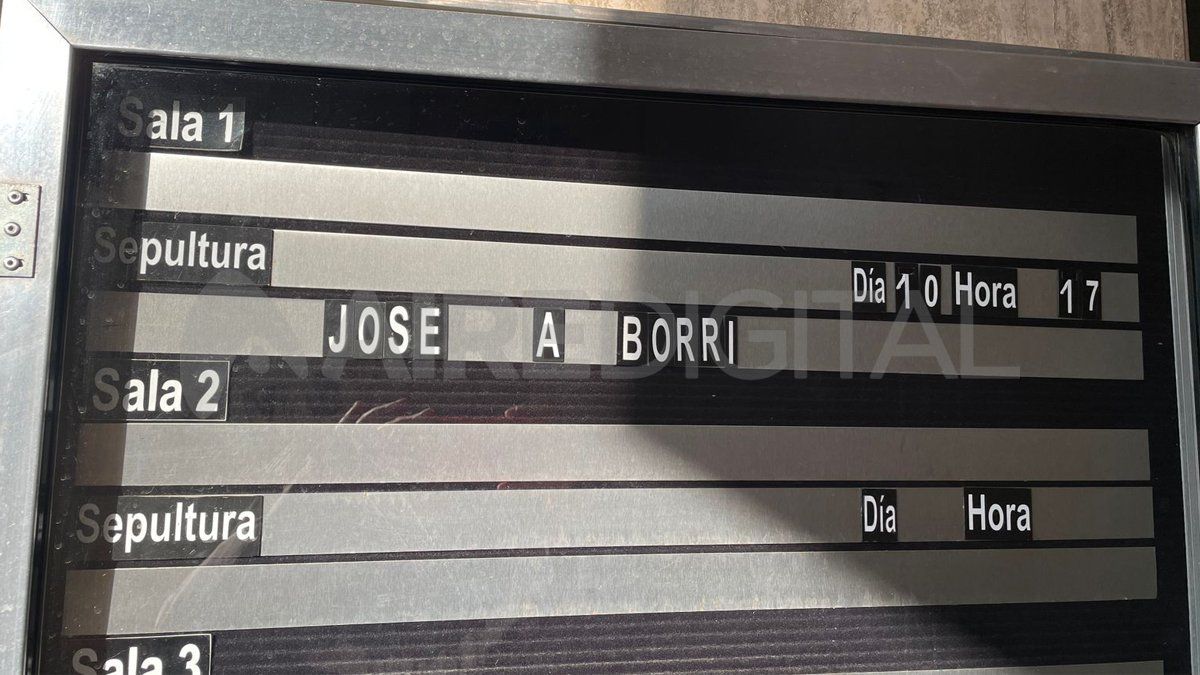 Sala 1
Sepultura Día 10 Hora 17
JOSE A BORRI
AIREDIGITAL
Sala 2
Sepultura Día Hora
Sala 3